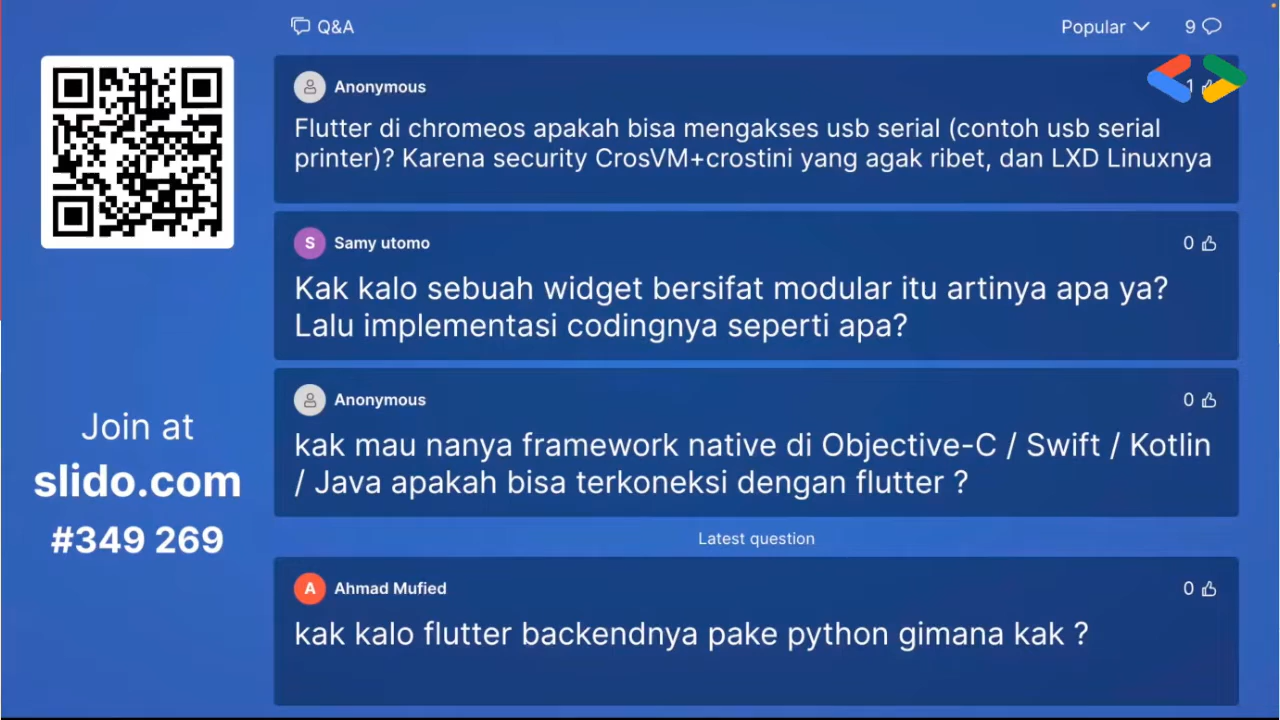 Q&A
Popular
9
Anonymous
1
Flutter di chromeos apakah bisa mengakses usb serial (contoh usb serial
printer)? Karena security CrosVM+crostini yang agak ribet, dan LXD Linuxnya
S
Samy utomo
0
Kak kalo sebuah widget bersifat modular itu artinya apa ya?
Lalu implementasi codingnya seperti apa?
Anonymous
0
kak mau nanya framework native di Objective-C / Swift / Kotlin
/ Java apakah bisa terkoneksi dengan flutter ?
Latest question
A
Ahmad Mufied
0
kak kalo flutter backendnya pake python gimana kak ?
Join at
slido.com
#349 269